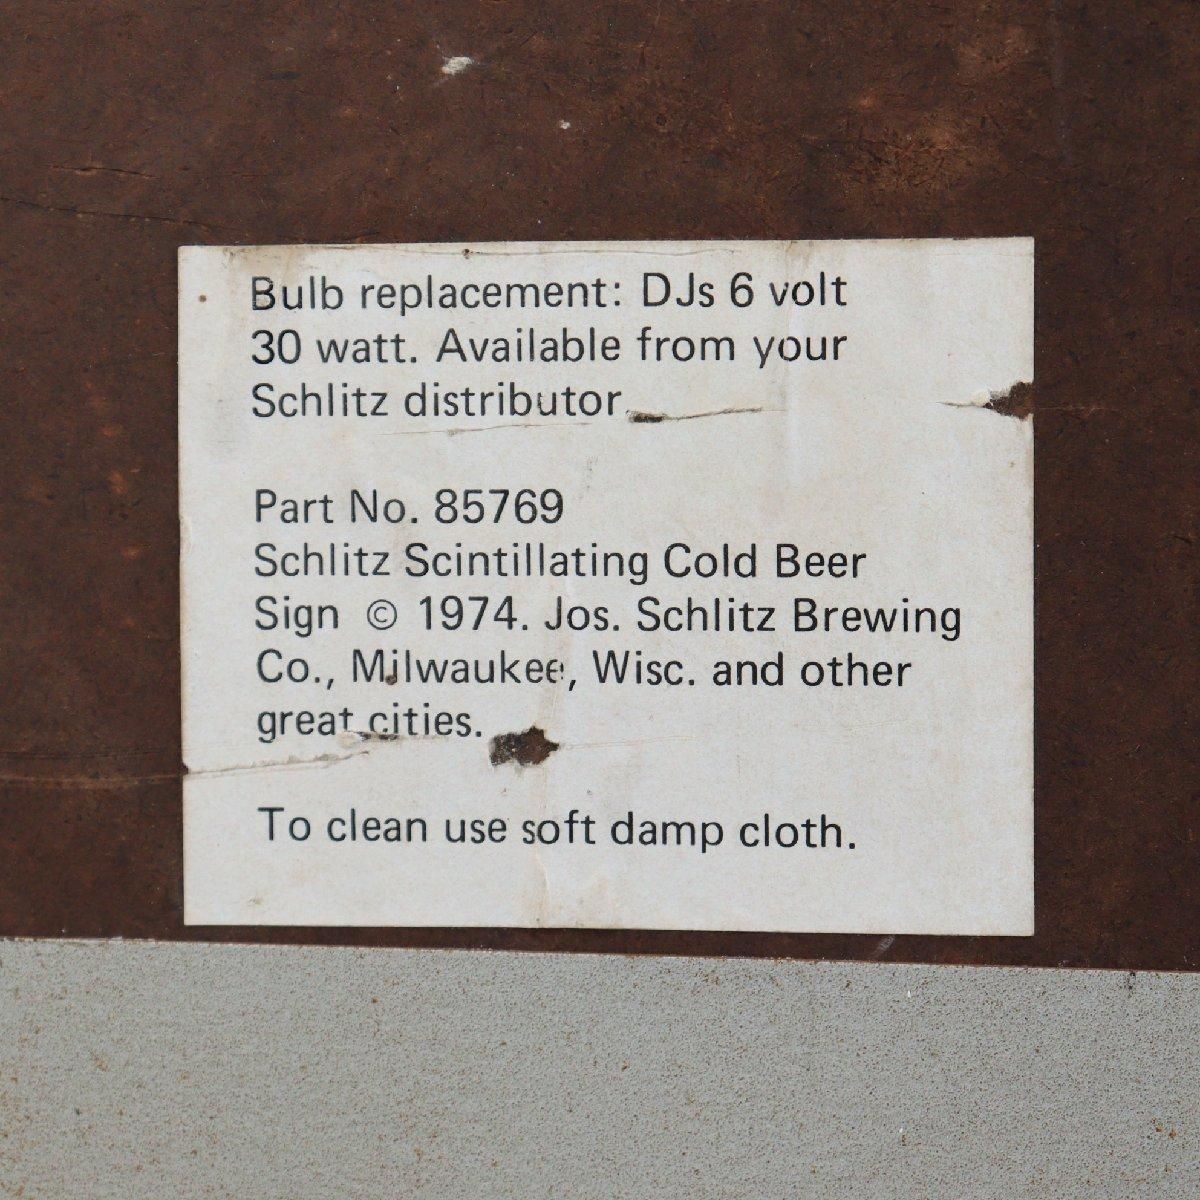 Bulb replacement: DJs 6 volt
30 watt. Available from your
Schlitz distributor.
Part No. 85769
Schlitz Scintillating Cold Beer
Sign © 1974. Jos. Schlitz Brewing
Co., Milwaukee, Wisc. and other
great cities.
To clean use soft damp cloth.